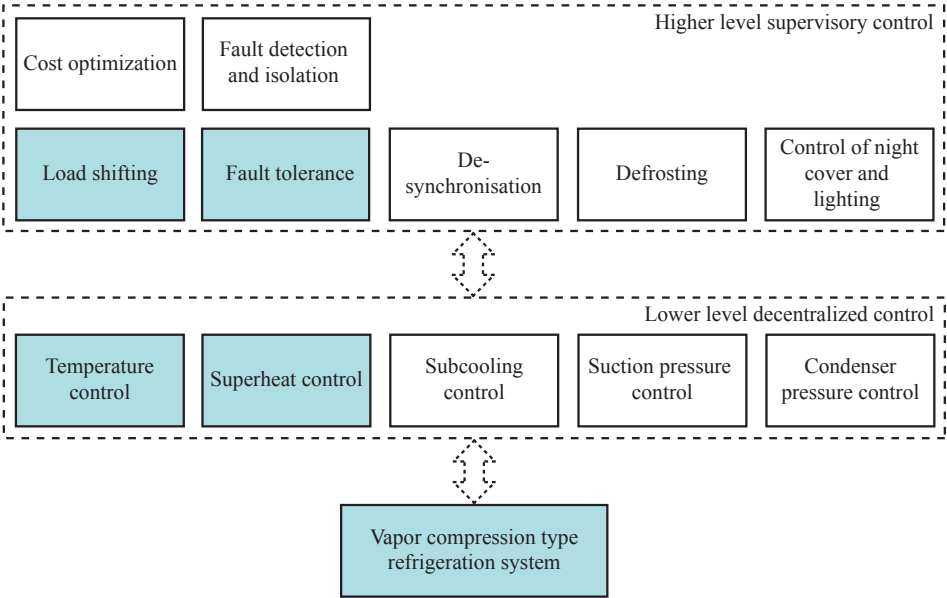 Higher level supervisory control
Cost optimization
Fault detection
and isolation
Load shifting
Fault tolerance
De-
synchronisation
Defrosting
Control of night
cover and
lighting
Lower level decentralized control
Temperature
control
Superheat control
Subcooling
control
Suction pressure
control
Condenser
pressure control
Vapor compression type
refrigeration system